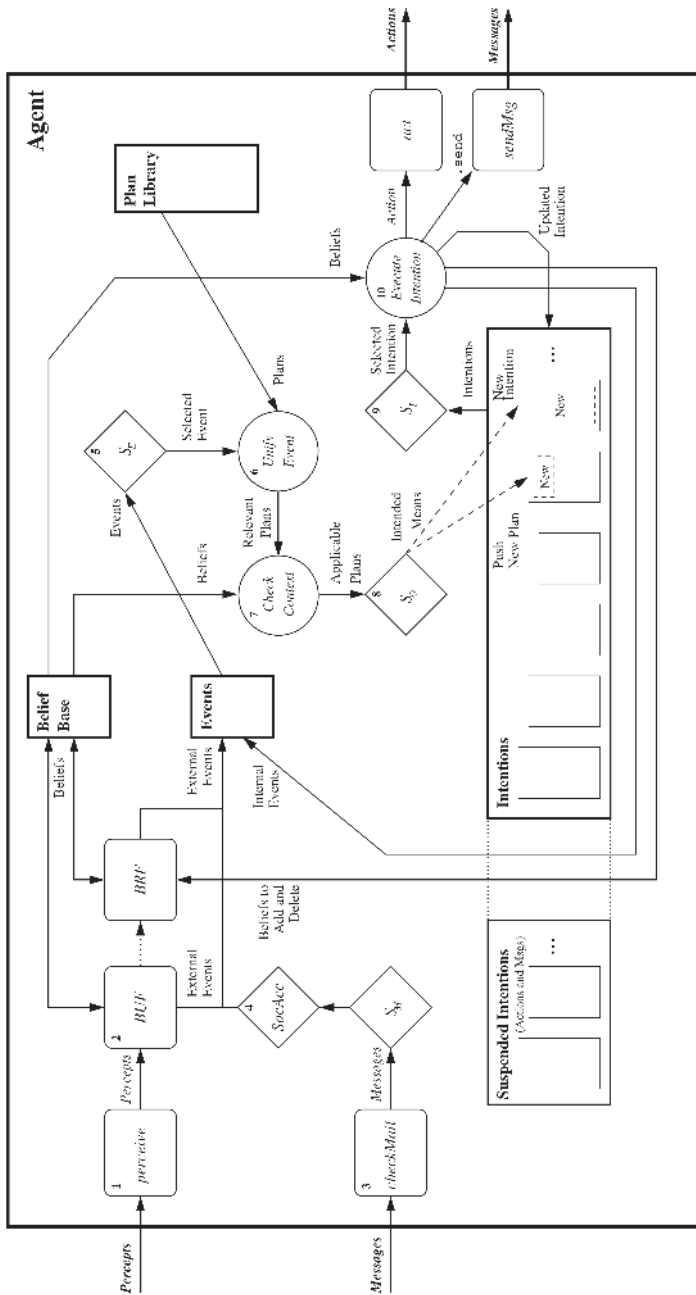 Agent
Percepts
1
perceive
Percepts
2
BUF
BRF
Beliefs
Belief
Base
External
Events
External
Events
Events
Internal
Events
Beliefs to
Add and
Delete
Messages
3
checkMail
Messages
S_M
4
SocAcc
Events
5
S_E
Selected
Event
Plan
Library
Plans
6
Unify
Event
Relevant
Plans
Beliefs
7
Check
Context
Applicable
Plans
8
S_O
Intended
Means
Beliefs
Push
New Plan
New
Intention
New
New
...
Intentions
Intentions
9
S_I
Selected
Intention
10
Execute
Intention
Updated
Intention
Action
act
Actions
.send
sendMsg
Messages
Suspended Intentions
(Actions and Msgs)
...